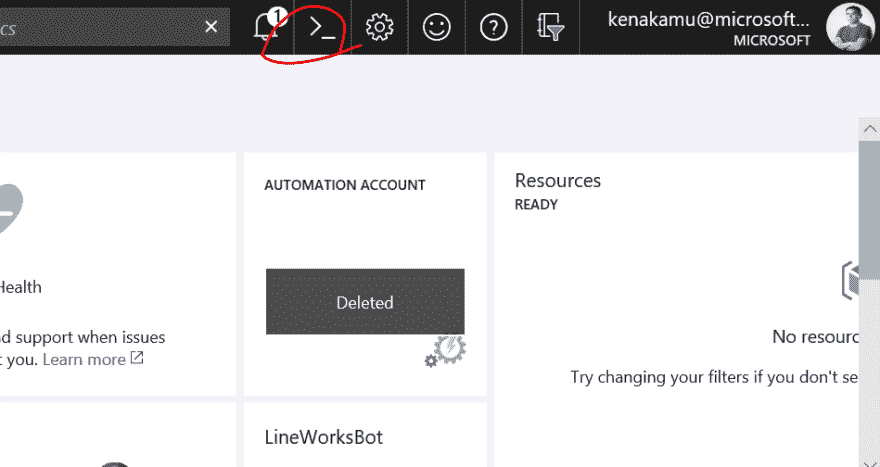 cs
1
kenakamu@microsoft...
MICROSOFT
AUTOMATION ACCOUNT
Resources
READY
Deleted
Health
nd support when issues
t you. Learn more
No resourc
Try changing your filters if you don't se
LineWorksBot